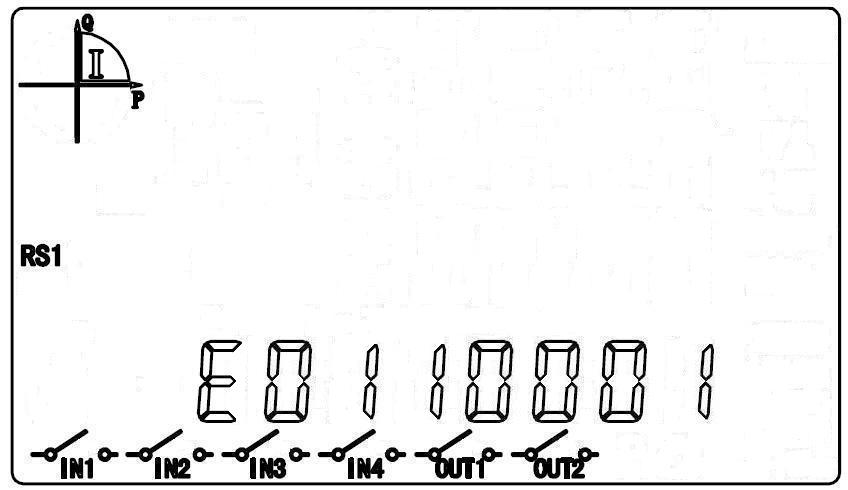 Q
I
P
RS1
E0110001
IN1 IN2 IN3 IN4 OUT1 OUT2